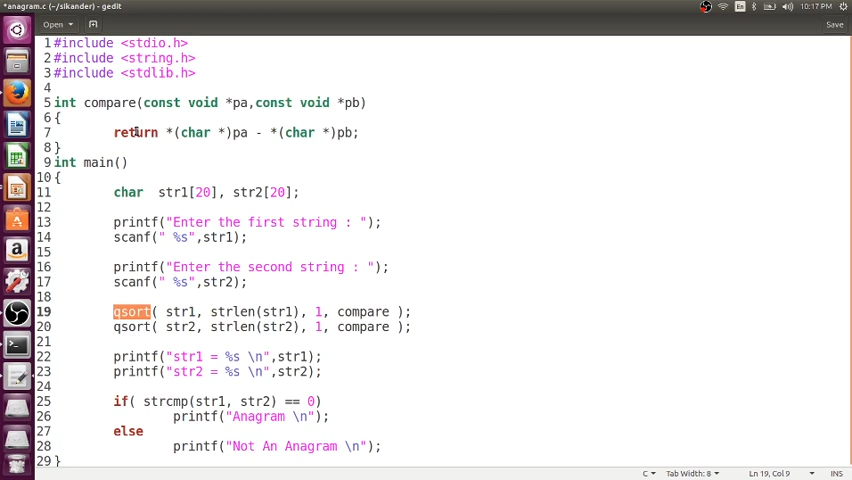 *anagram.c (~/sikander) - gedit
En
10:17 PM
Open
Save
1 #include <stdio.h>
2 #include <string.h>
3 #include <stdlib.h>
4
5 int compare(const void *pa,const void *pb)
6 {
7 return *(char *)pa - *(char *)pb;
8 }
9 int main()
10 {
11 char str1[20], str2[20];
12
13 printf("Enter the first string : ");
14 scanf(" %s",str1);
15
16 printf("Enter the second string : ");
17 scanf(" %s",str2);
18
19 qsort( str1, strlen(str1), 1, compare );
20 qsort( str2, strlen(str2), 1, compare );
21
22 printf("str1 = %s \n",str1);
23 printf("str2 = %s \n",str2);
24
25 if( strcmp(str1, str2) == 0)
26 printf("Anagram \n");
27 else
28 printf("Not An Anagram \n");
29 }
C
Tab Width: 8
Ln 19, Col 9
INS